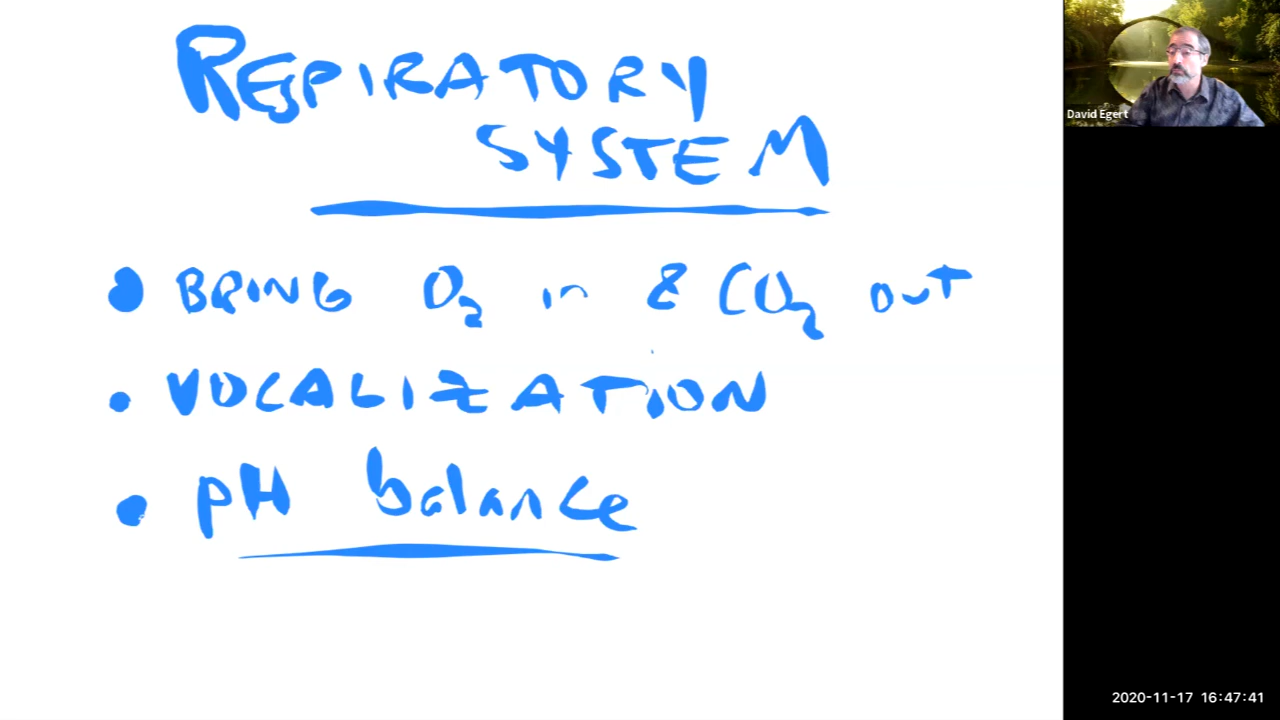 RESPIRATORY
SYSTEM
• BRING O₂ in & CO₂ out
• VOCALIZATION
• pH balance
David Egert
2020-11-17 16:47:41